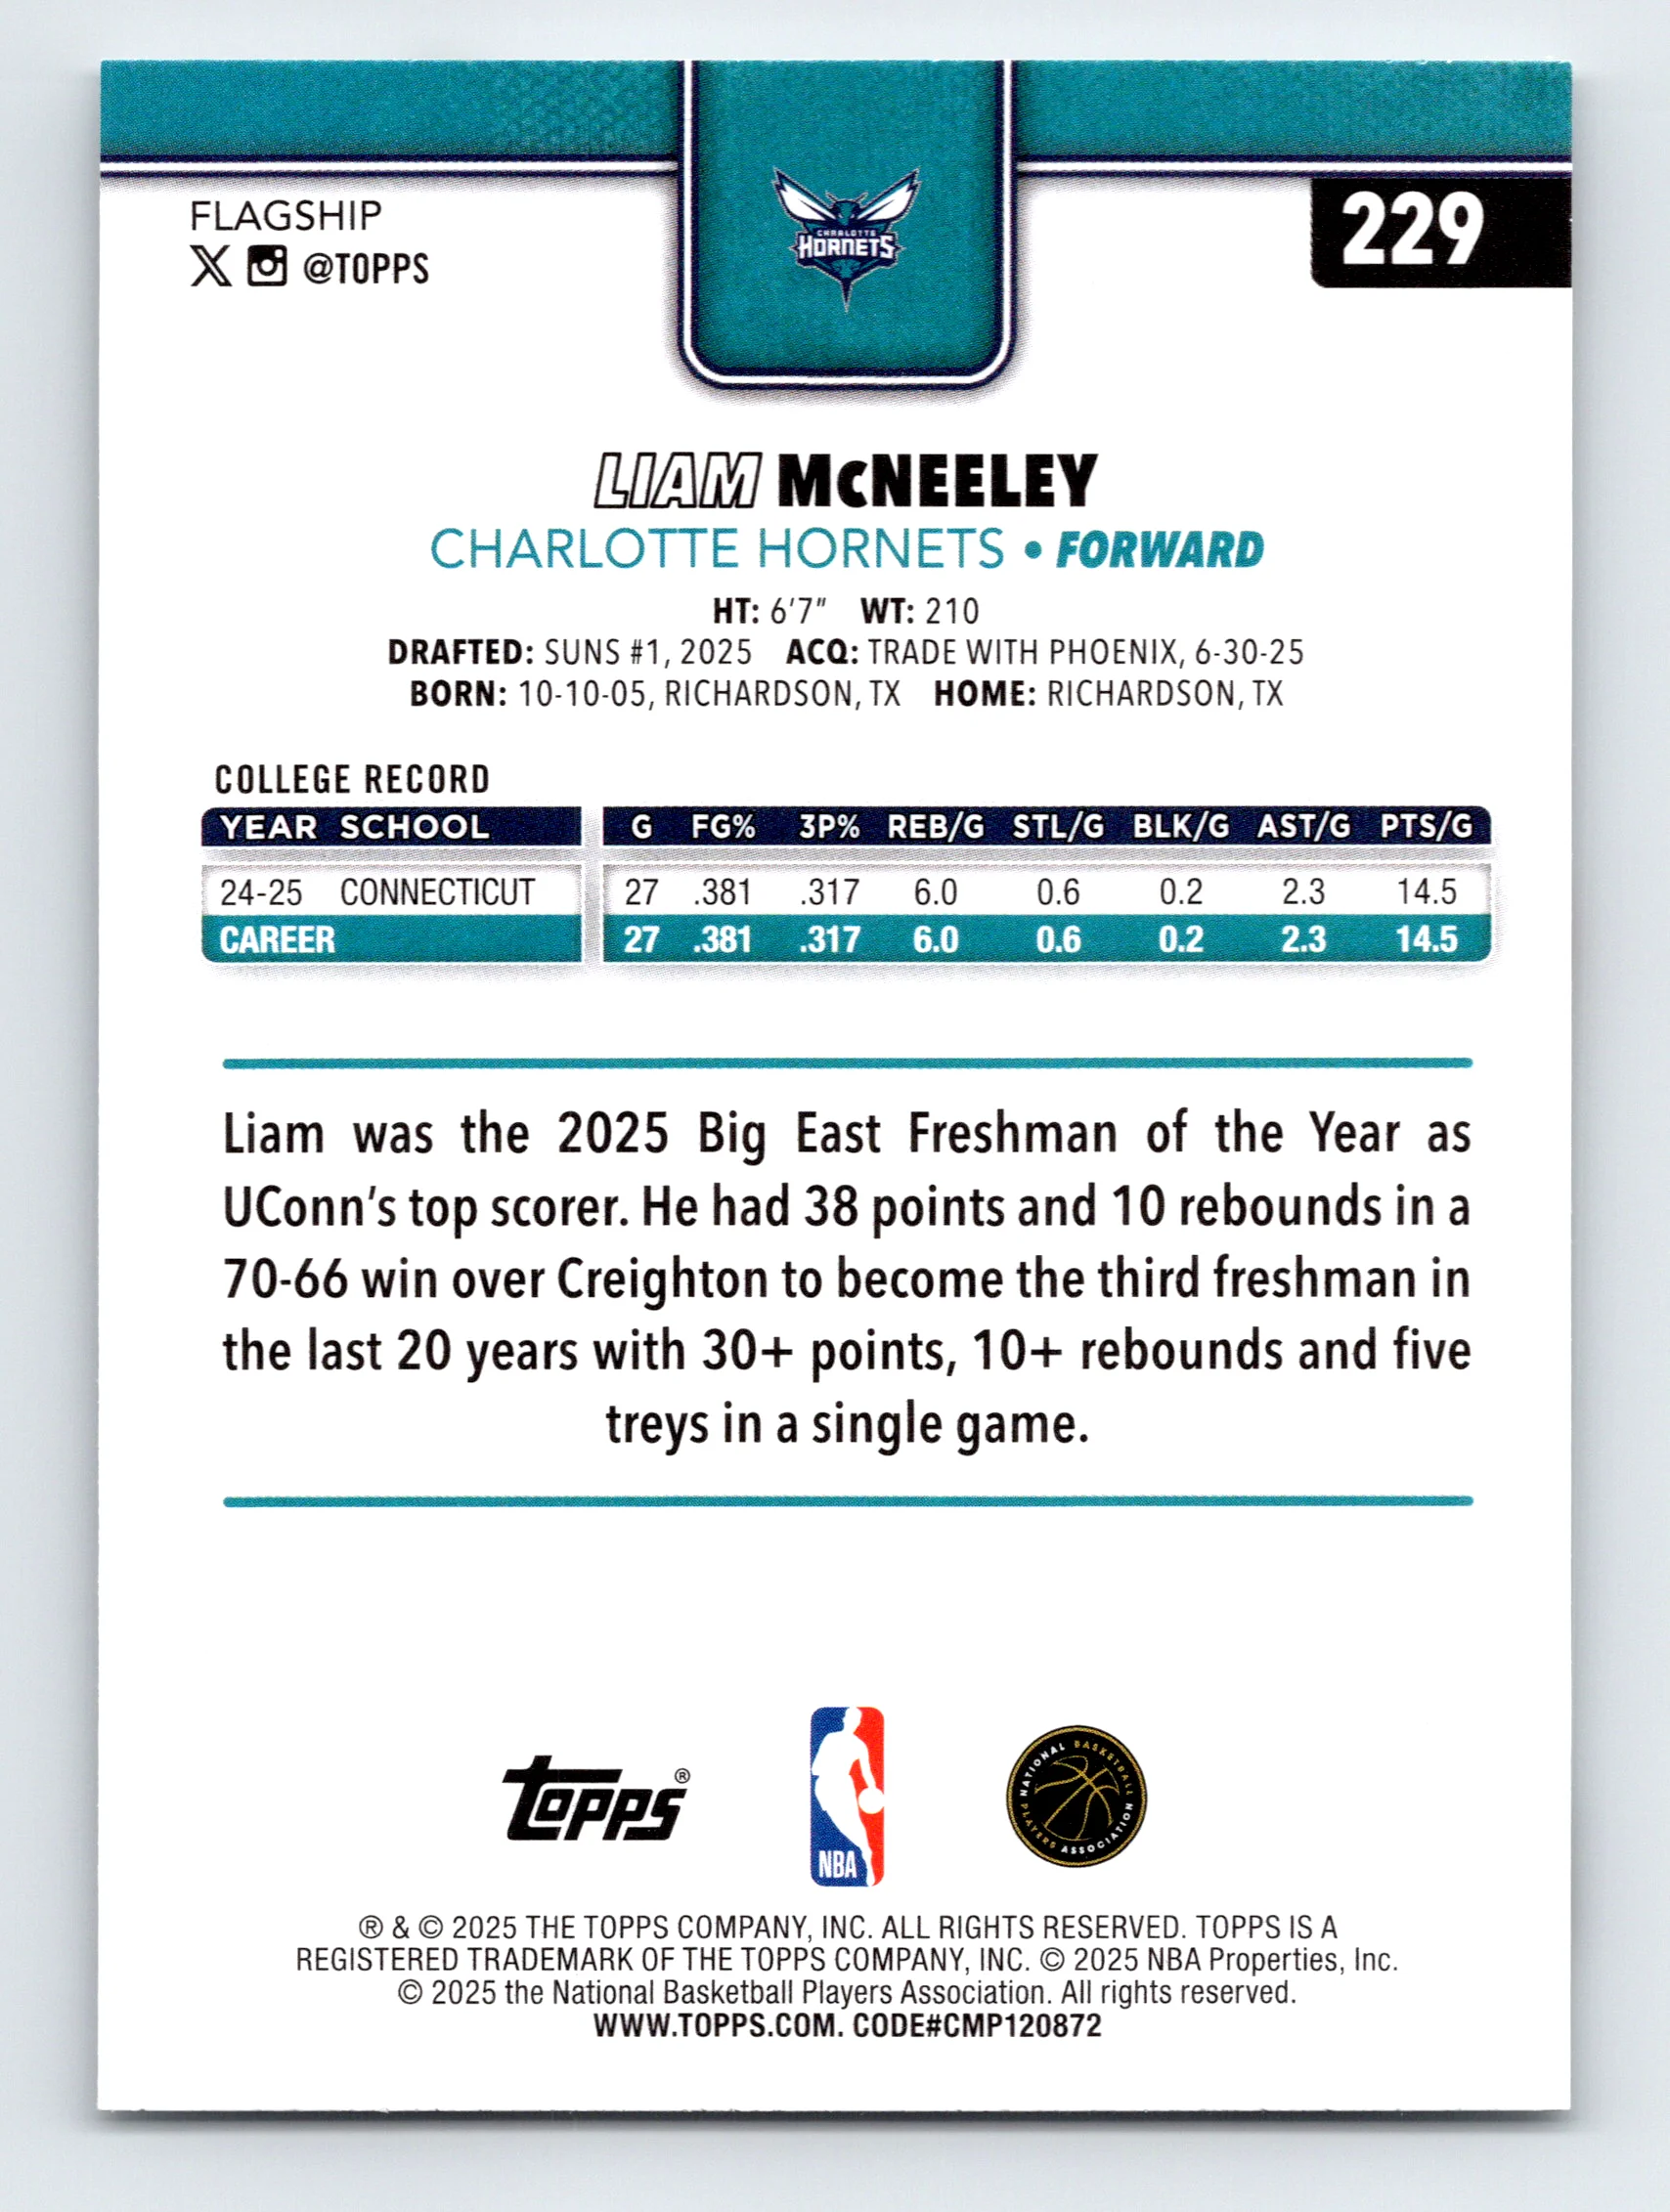 CHARLOTTE
HORNETS
FLAGSHIP
X @TOPPS
229
LIAM McNEELEY
CHARLOTTE HORNETS • FORWARD
HT: 6'7" WT: 210
DRAFTED: SUNS #1, 2025 ACQ: TRADE WITH PHOENIX, 6-30-25
BORN: 10-10-05, RICHARDSON, TX HOME: RICHARDSON, TX
COLLEGE RECORD
YEAR SCHOOL G FG% 3P% REB/G STL/G BLK/G AST/G PTS/G
24-25 CONNECTICUT 27 .381 .317 6.0 0.6 0.2 2.3 14.5
CAREER 27 .381 .317 6.0 0.6 0.2 2.3 14.5
Liam was the 2025 Big East Freshman of the Year as
UConn's top scorer. He had 38 points and 10 rebounds in a
70-66 win over Creighton to become the third freshman in
the last 20 years with 30+ points, 10+ rebounds and five
treys in a single game.
Topps®
NBA
NATIONAL BASKETBALL PLAYERS ASSOCIATION
® & © 2025 THE TOPPS COMPANY, INC. ALL RIGHTS RESERVED. TOPPS IS A
REGISTERED TRADEMARK OF THE TOPPS COMPANY, INC. © 2025 NBA Properties, Inc.
© 2025 the National Basketball Players Association. All rights reserved.
WWW.TOPPS.COM. CODE#CMP120872